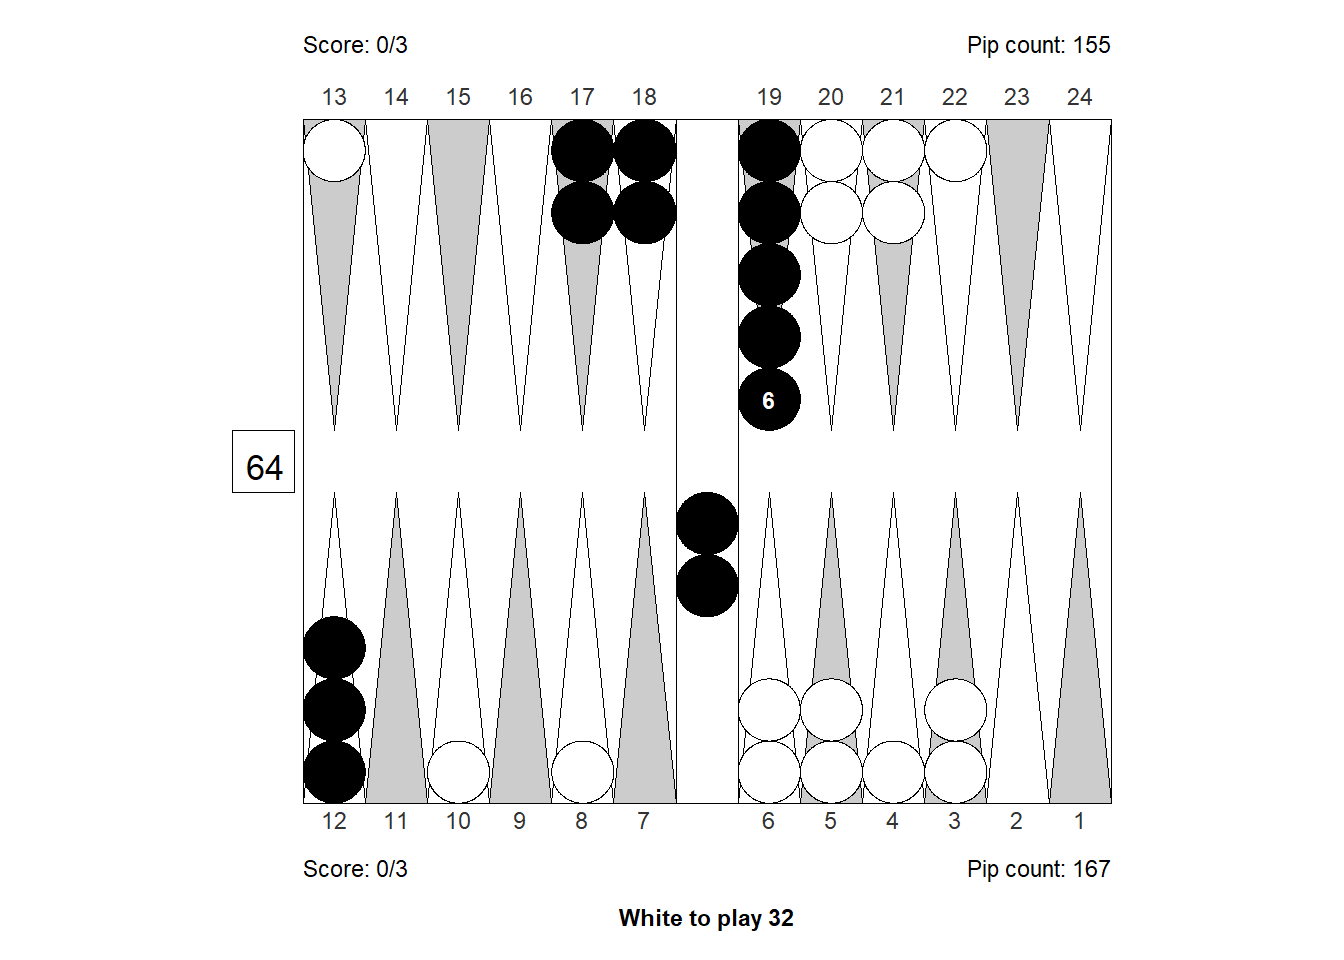 Score: 0/3 Pip count: 155
13 14 15 16 17 18 19 20 21 22 23 24
6
64
12 11 10 9 8 7 6 5 4 3 2 1
Score: 0/3 Pip count: 167
White to play 32